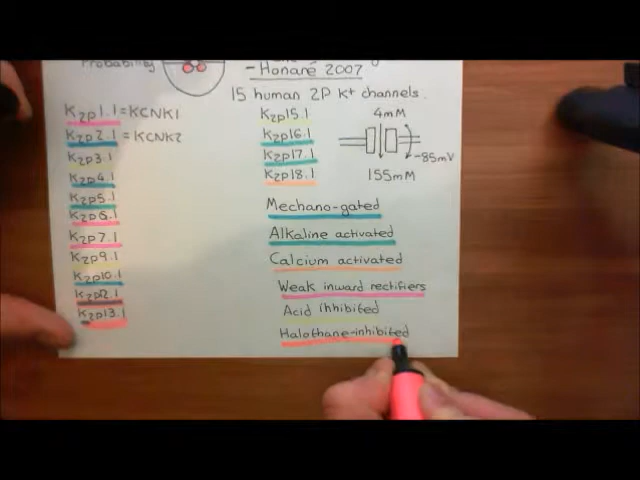 Probability
- Honaré 2007
15 human 2P K+ channels.
K2p1.1 = KCNK1
K2p2.1 = KCNK2
K2p3.1
K2p4.1
K2p5.1
K2p6.1
K2p7.1
K2p9.1
K2p10.1
K2p12.1
K2p13.1
K2p15.1
K2p16.1
K2p17.1
K2p18.1
4mM
-85mV
155mM
Mechano-gated
Alkaline activated
Calcium activated
Weak inward rectifiers
Acid ihhibited
Halothane-inhibited